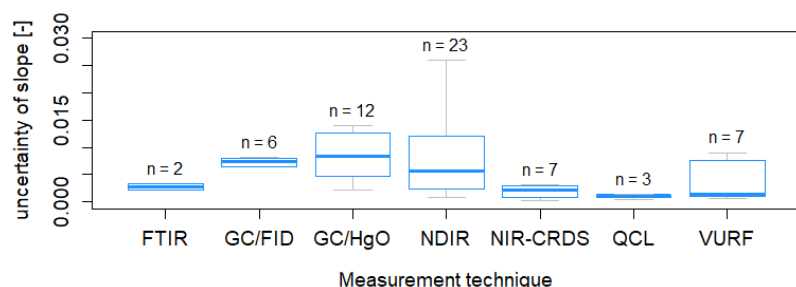 uncertainty of slope [-]
0.030
0.015
0.000
n = 2
n = 6
n = 12
n = 23
n = 7
n = 3
n = 7
FTIR
GC/FID
GC/HgO
NDIR
NIR-CRDS
QCL
VURF
Measurement technique